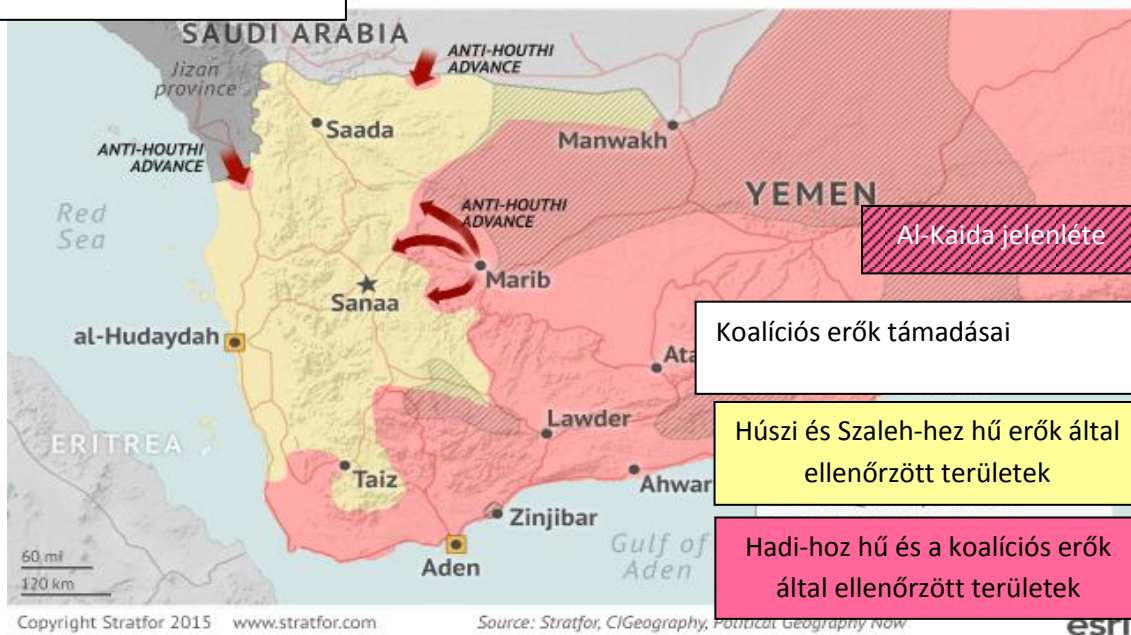 SAUDI ARABIA
Jizan
province
ANTI-HOUTHI
ADVANCE
Saada
Manwakh
ANTI-HOUTHI
ADVANCE
Red
Sea
ANTI-HOUTHI
ADVANCE
YEMEN
Al-Kaida jelenléte
Marib
Sanaa
al-Hudaydah
Koalíciós erők támadásai
Ata
Lawder
Húszi és Szaleh-hez hű erők által
ellenőrzött területek
ERITREA
Taiz
Ahwar
Zinjibar
Gulf of
Aden
Aden
Hadi-hoz hű és a koalíciós erők
által ellenőrzött területek
60 mi
120 km
Copyright Stratfor 2015 www.stratfor.com
Source: Stratfor, CIGeography, Political Geography Now
esri